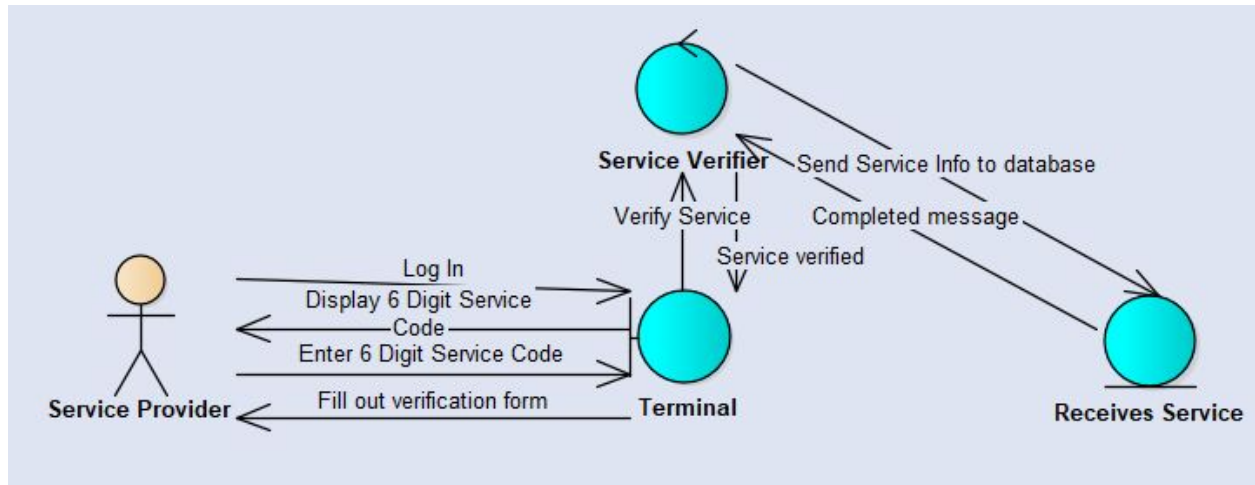 Service Verifier
Send Service Info to database
Verify Service
Completed message
Service verified
Log In
Display 6 Digit Service
Code
Enter 6 Digit Service Code
Fill out verification form
Service Provider
Terminal
Receives Service